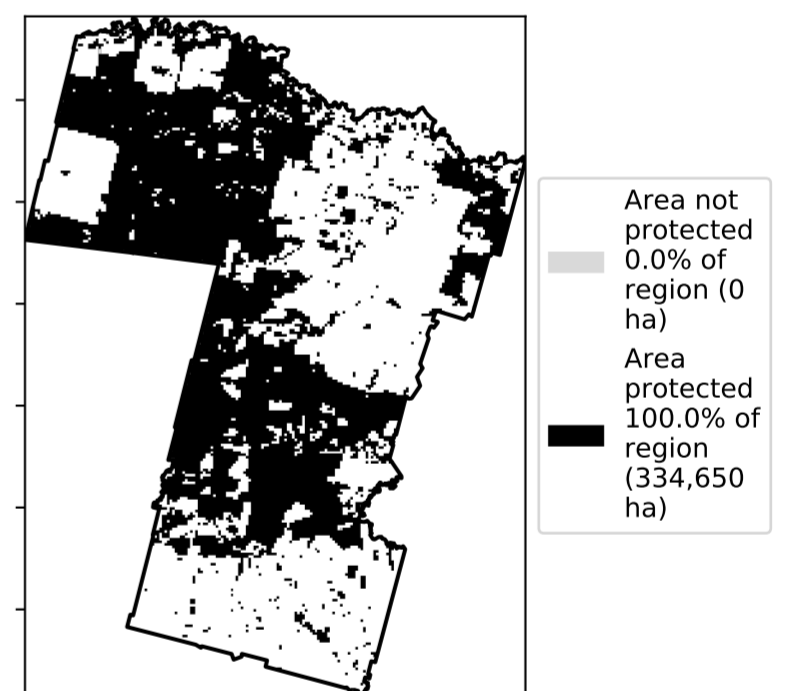 Area not
protected
0.0% of
region (0
ha)
Area
protected
100.0% of
region
(334,650
ha)